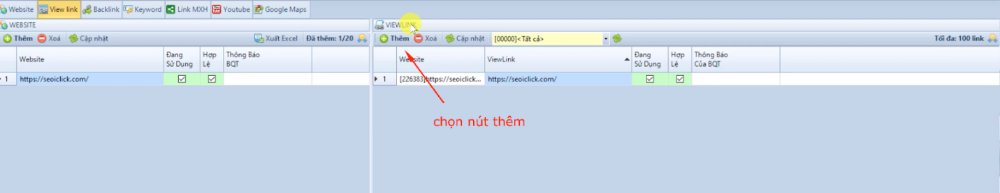 Website View link Backlink Keyword Link MXH Youtube Google Maps
WEBSITE
Thêm Xoá Cập nhật Xuất Excel Đã thêm: 1/20
Website Đang Sử Dụng Hợp Lệ Thông Báo BQT
1 https://seoiclick.com/
VIEWLINK
Thêm Xoá Cập nhật [00000]<Tất cả> Tối đa: 100 link
Website ViewLink Đang Sử Dụng Hợp Lệ Thông Báo Của BQT
1 [226383]https://seoiclick... https://seoiclick.com/
chọn nút thêm